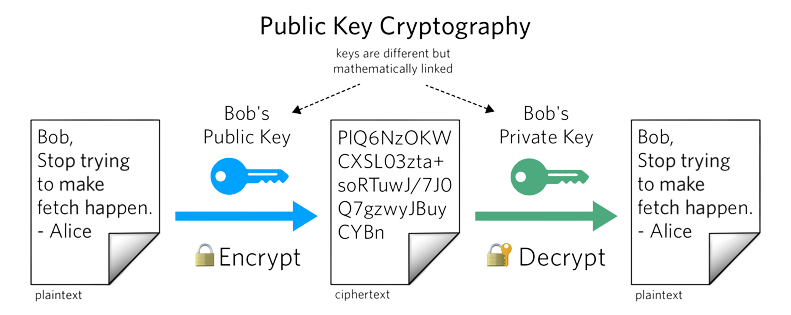 Public Key Cryptography
keys are different but
mathematically linked
Bob's
Public Key
Bob's
Private Key
Bob,
Stop trying
to make
fetch happen.
- Alice
plaintext
Encrypt
PIQ6NzOKW
CXSL03zta+
soRTuwJ/7J0
Q7gzwyJBuy
CYBn
ciphertext
Decrypt
Bob,
Stop trying
to make
fetch happen.
- Alice
plaintext